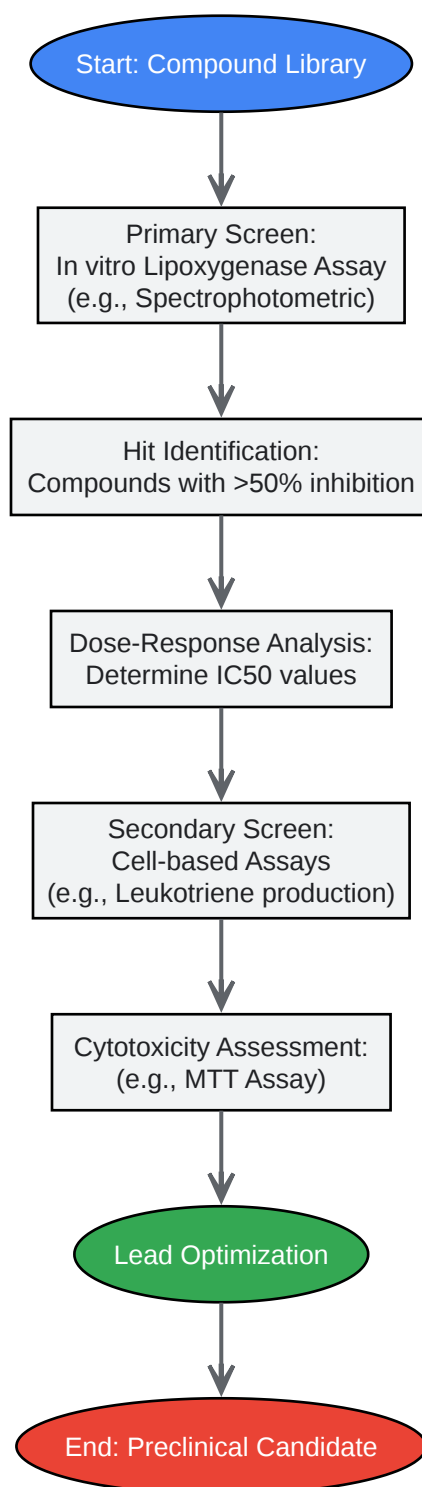 Start: Compound Library
Primary Screen:
In vitro Lipoxygenase Assay
(e.g., Spectrophotometric)
Hit Identification:
Compounds with >50% inhibition
Dose-Response Analysis:
Determine IC50 values
Secondary Screen:
Cell-based Assays
(e.g., Leukotriene production)
Cytotoxicity Assessment:
(e.g., MTT Assay)
Lead Optimization
End: Preclinical Candidate